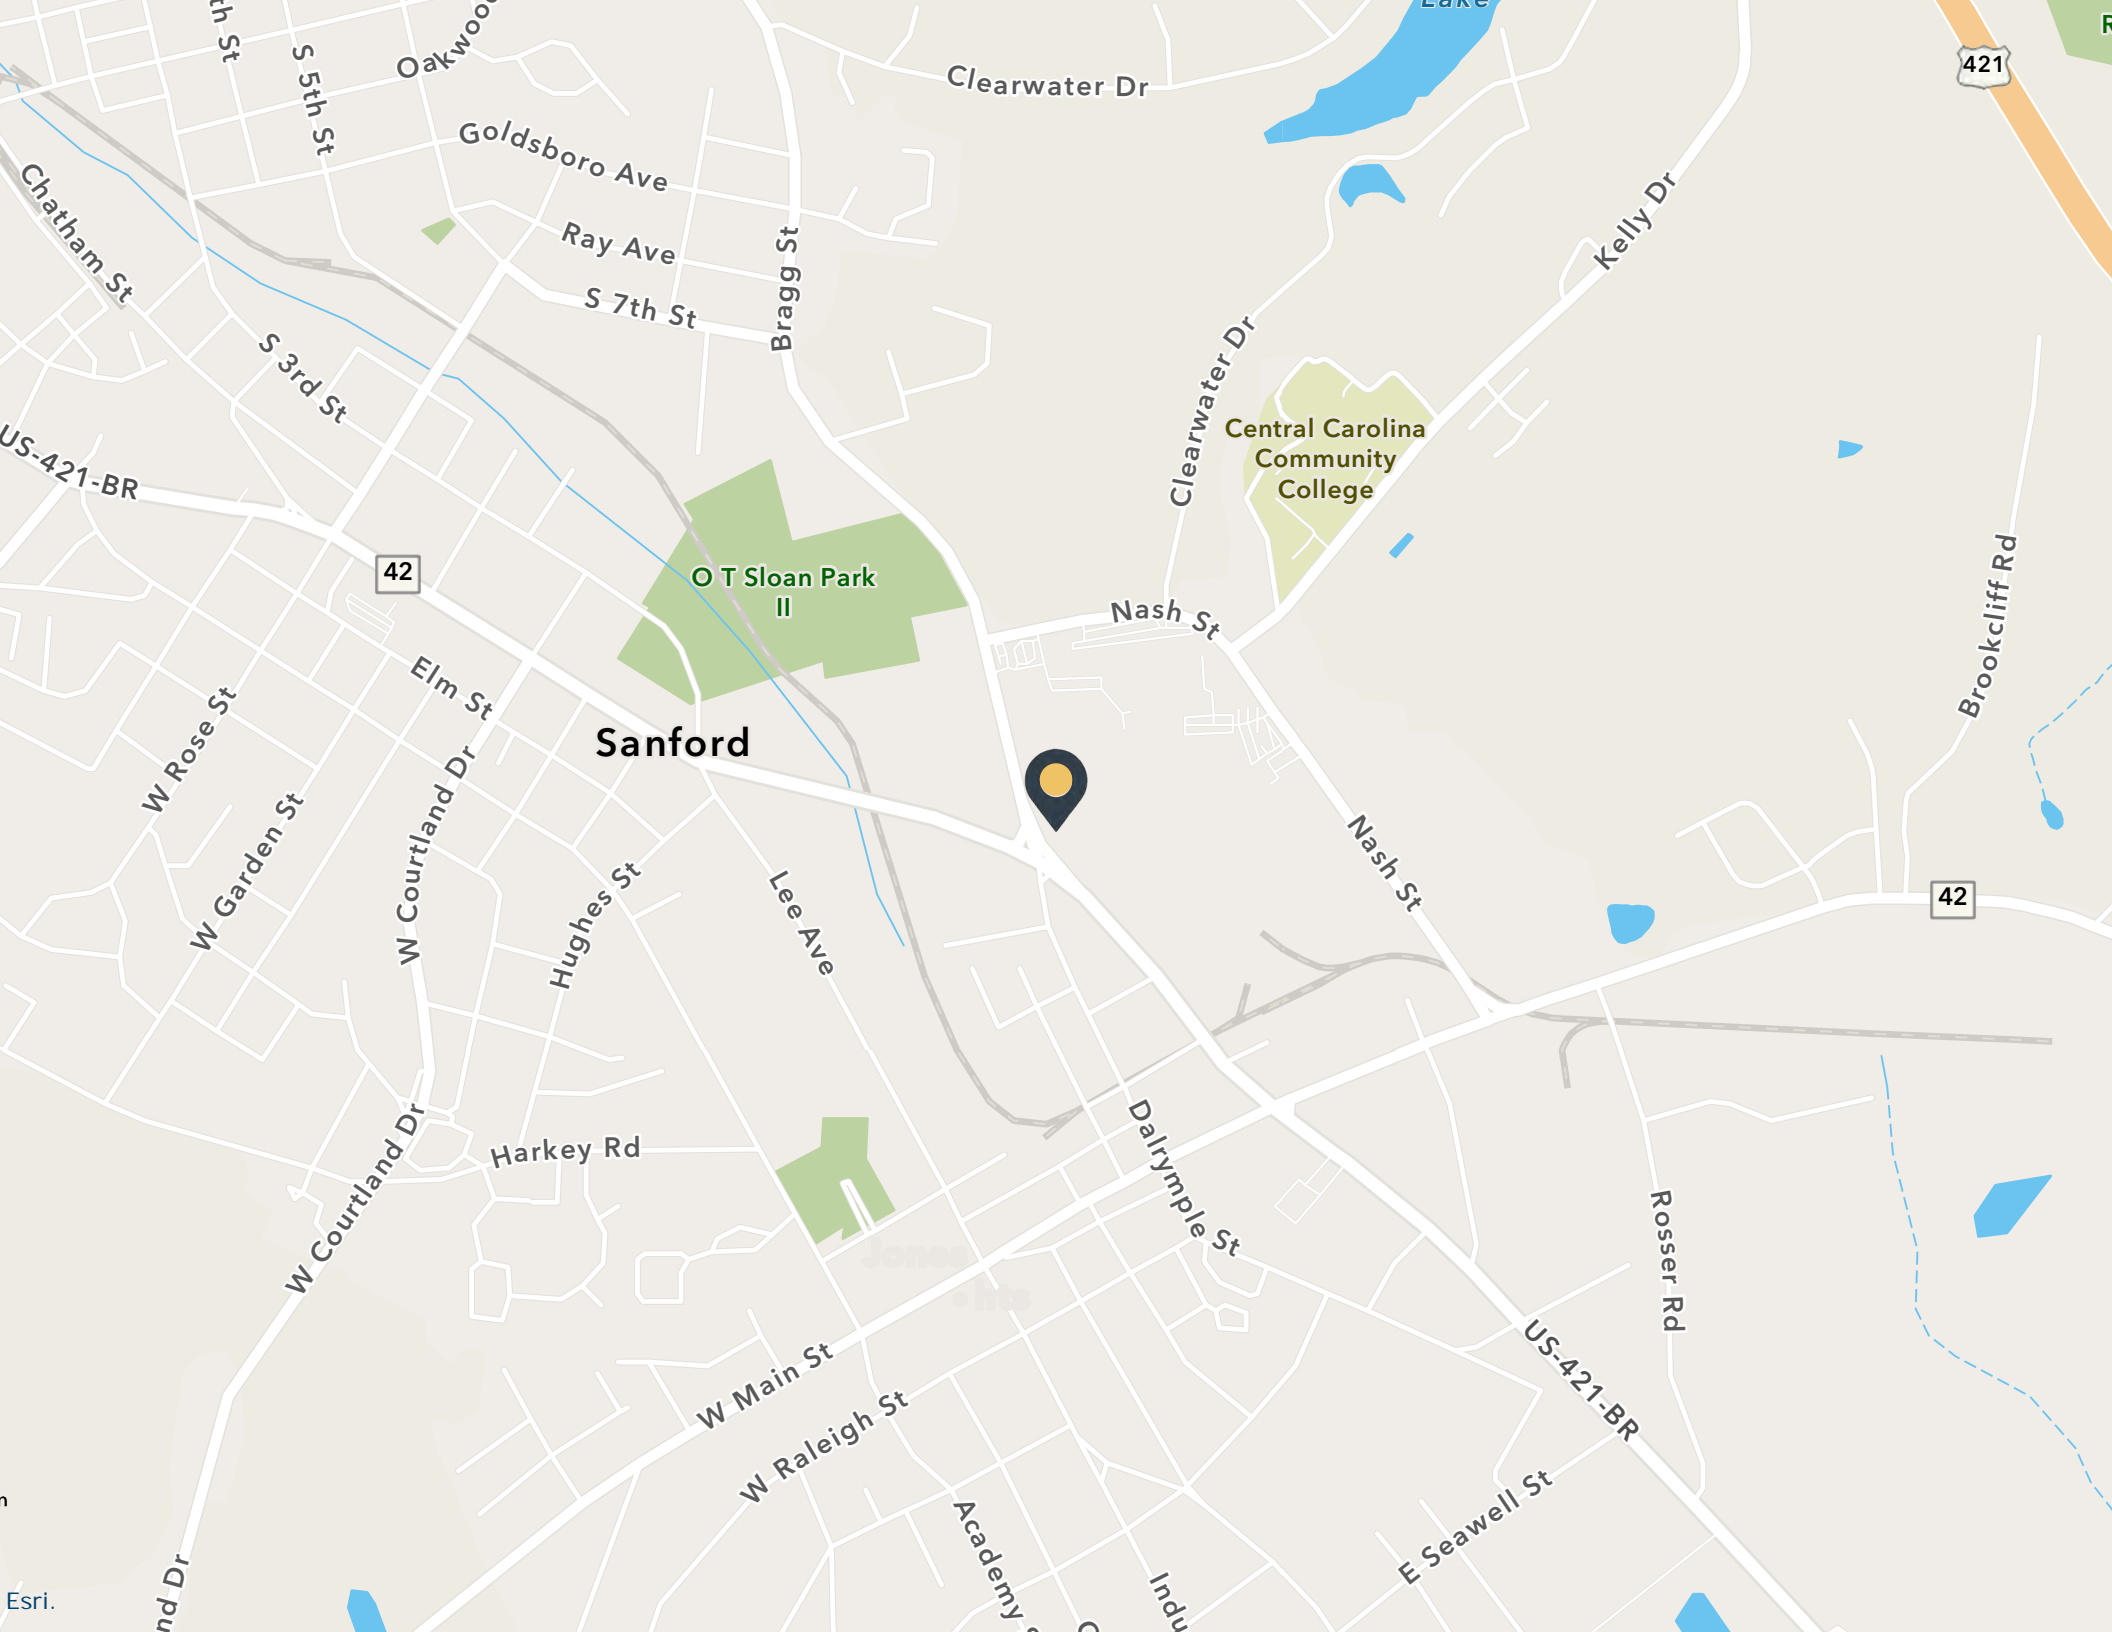 Lake
S 5th St
Oakwood
421
Clearwater Dr
Goldsboro Ave
Chatham St
Kelly Dr
Ray Ave
Bragg St
S 7th St
S 3rd St
Clearwater Dr
US-421-BR
Central Carolina
Community
College
42
O T Sloan Park
II
Nash St
Brookcliff Rd
Elm St
W Rose St
Sanford
W Courtland Dr
W Garden St
Nash St
Hughes St
Lee Ave
42
Harkey Rd
Dalrymple St
W Courtland Dr
Rosser Rd
W Main St
US-421-BR
W Raleigh St
E Seawell St
Academy
Esri.